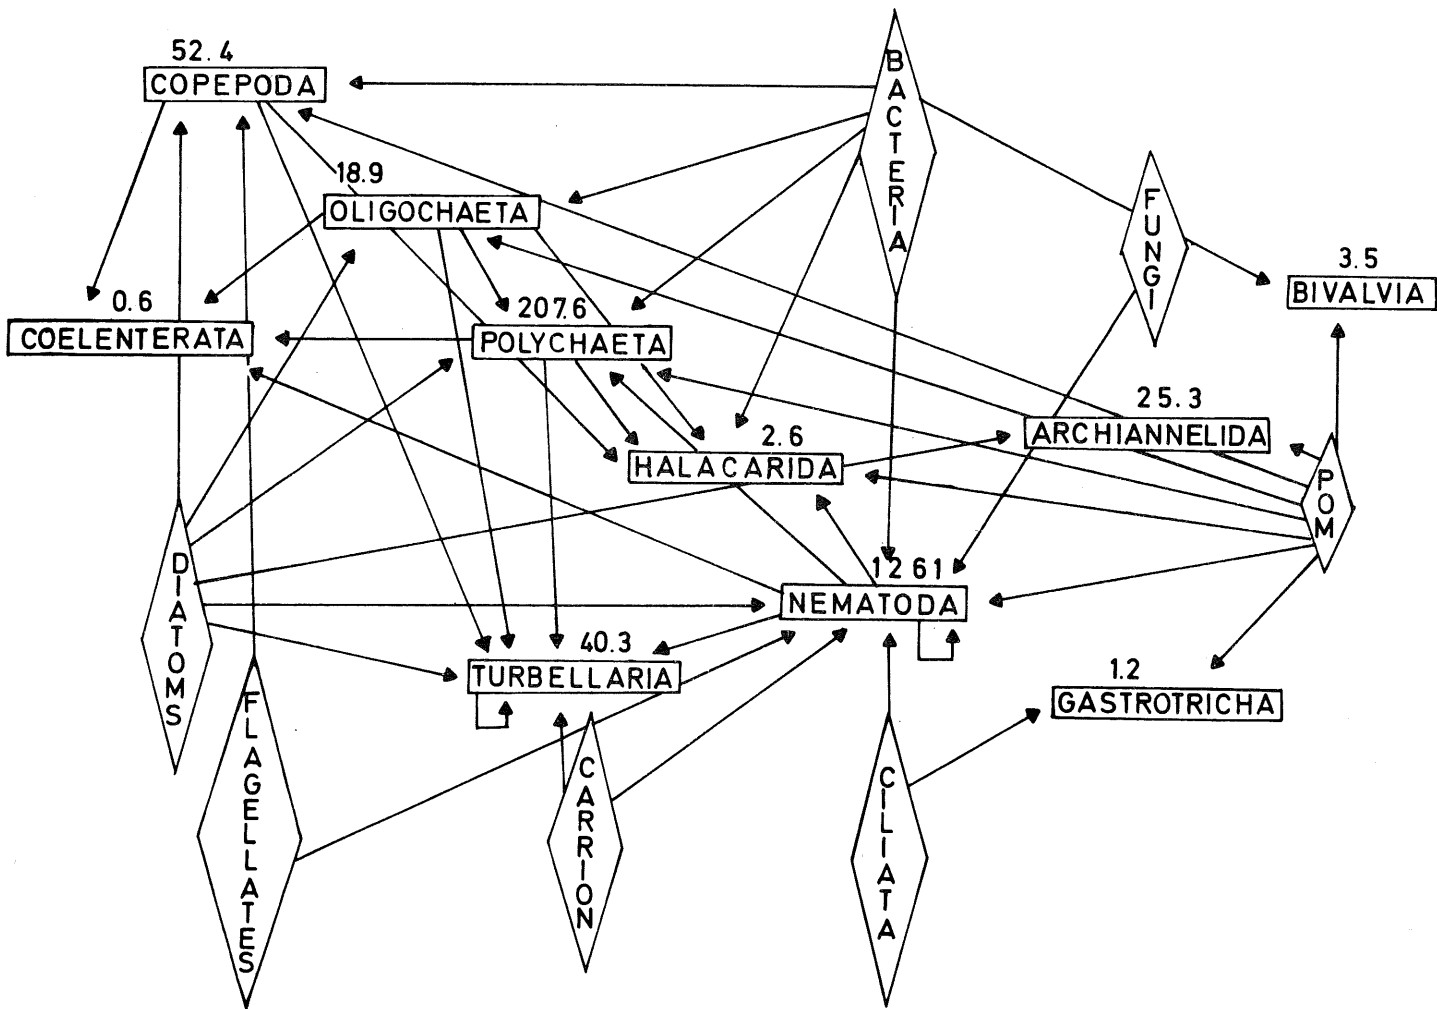 52.4
COPEPODA
BACTERIA
18.9
OLIGOCHAETA
FUNGI
3.5
BIVALVIA
0.6
COELENTERATA
207.6
POLYCHAETA
25.3
ARCHIANNELIDA
2.6
HALACARIDA
POM
DIATOMS
1261
NEMATODA
40.3
TURBELLARIA
1.2
GASTROTRICHA
FLAGELLATES
CARRION
CILIATA